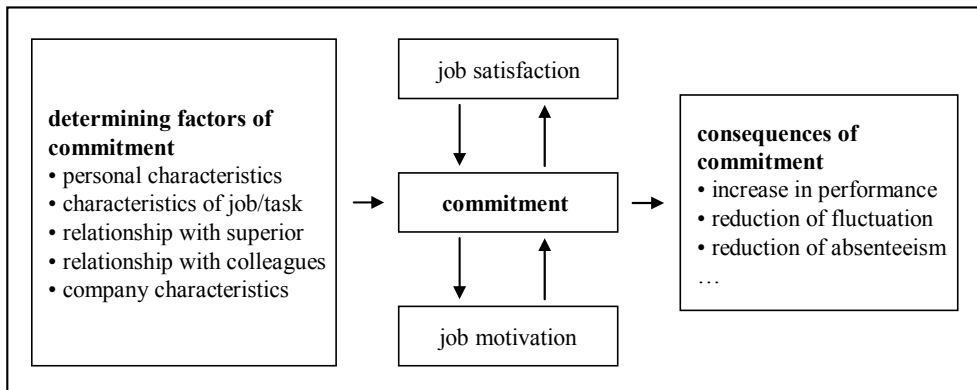 determining factors of
commitment
• personal characteristics
• characteristics of job/task
• relationship with superior
• relationship with colleagues
• company characteristics
job satisfaction
commitment
job motivation
consequences of
commitment
• increase in performance
• reduction of fluctuation
• reduction of absenteeism
…